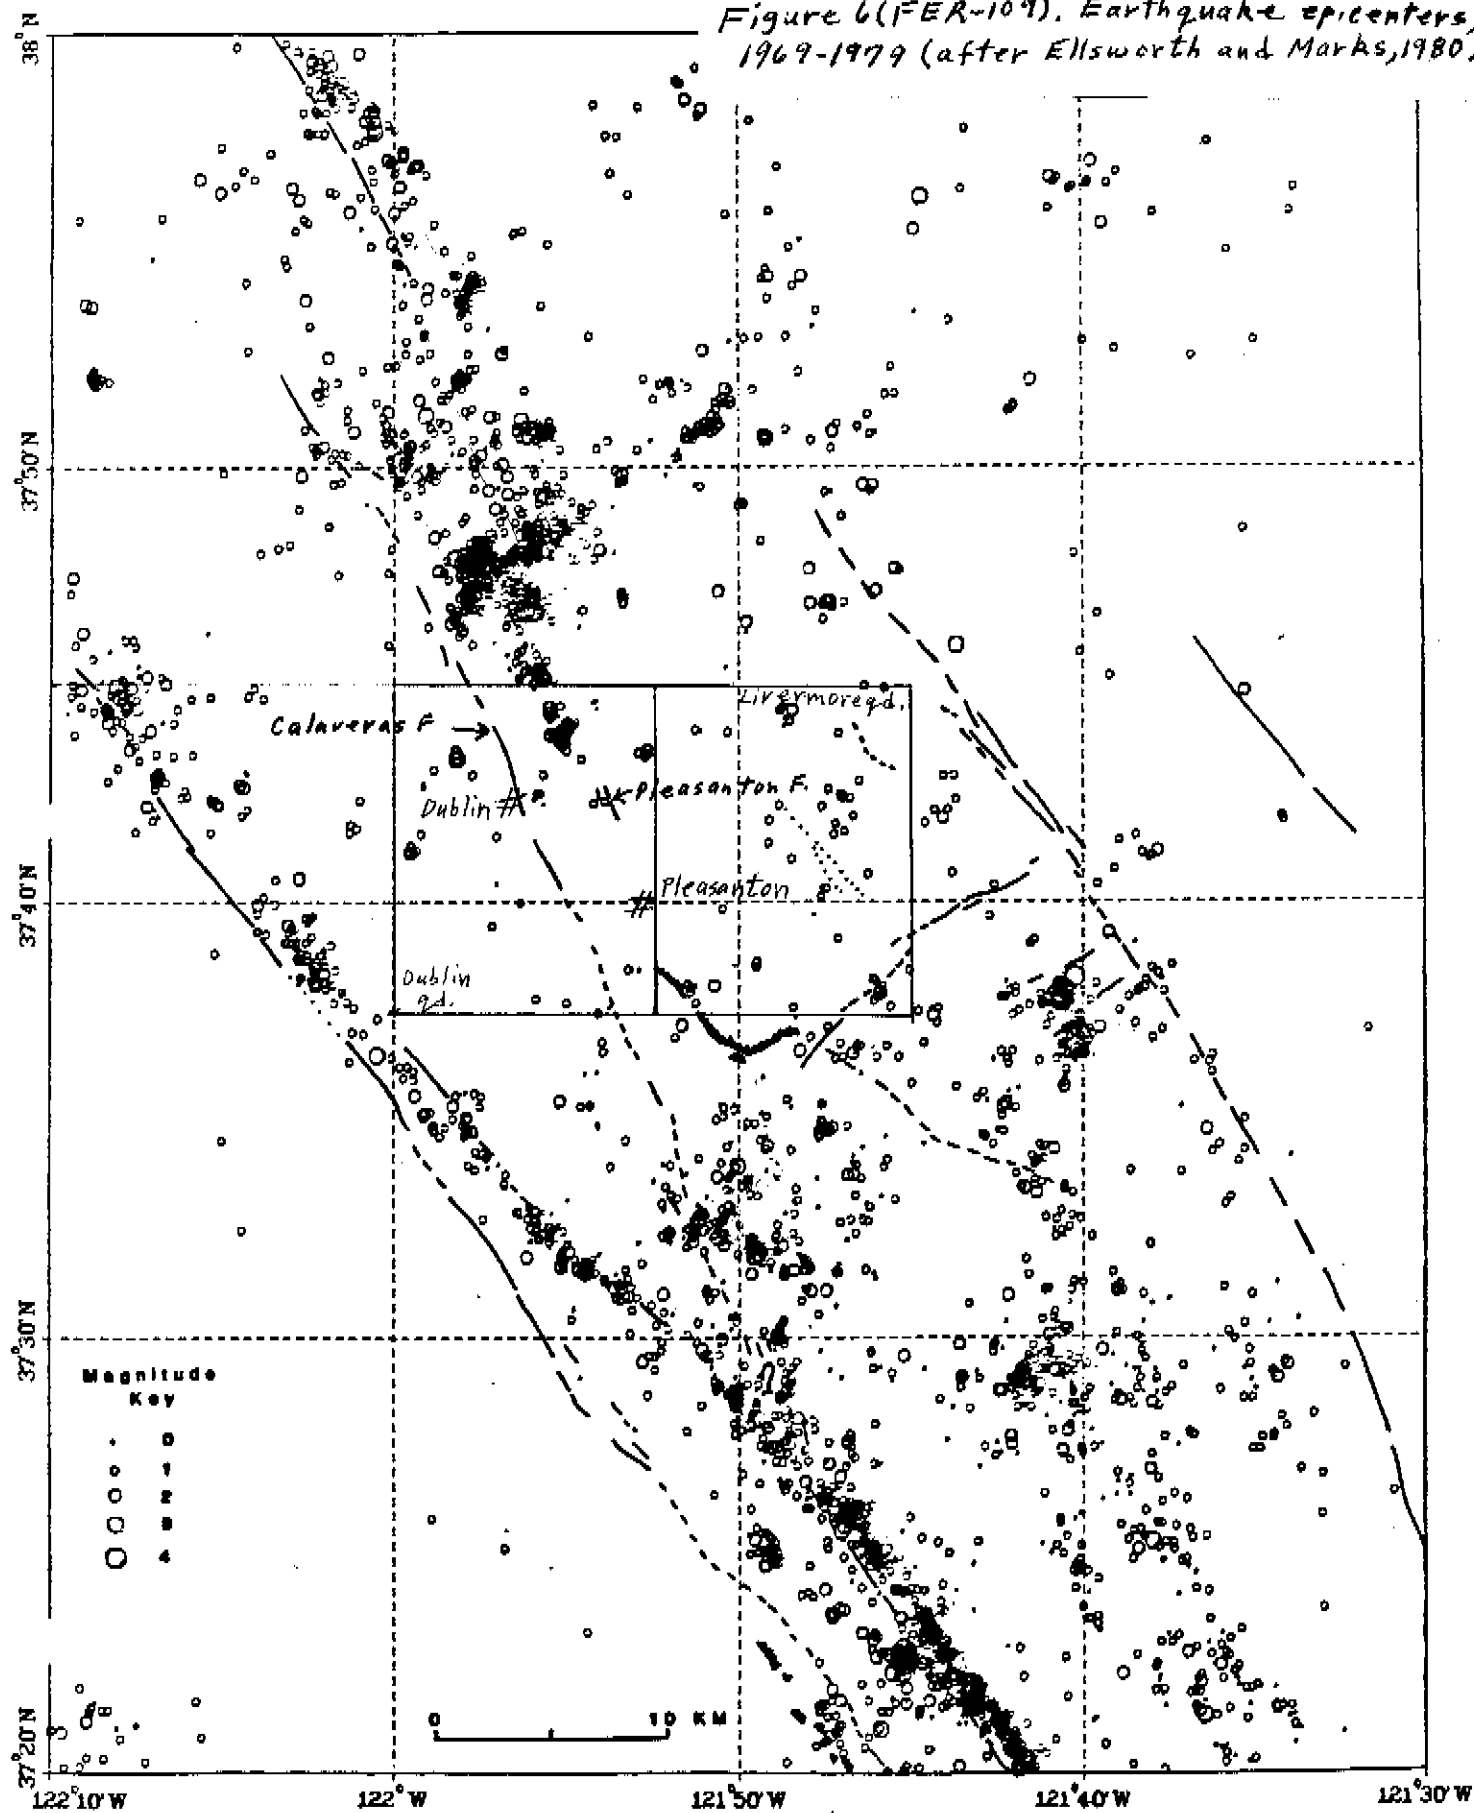 Figure 6 (FER-109). Earthquake epicenters,
1969-1979 (after Ellsworth and Marks, 1980)
38° N
37° 50' N
Livermore qd.
Calaveras F
Pleasanton F.
Dublin
Pleasanton
37° 40' N
Dublin
qd.
37° 30' N
Magnitude
Key
0
1
2
3
4
0 10 KM
37° 20' N
122° 10' W 122° W 121° 50' W 121° 40' W 121° 30' W